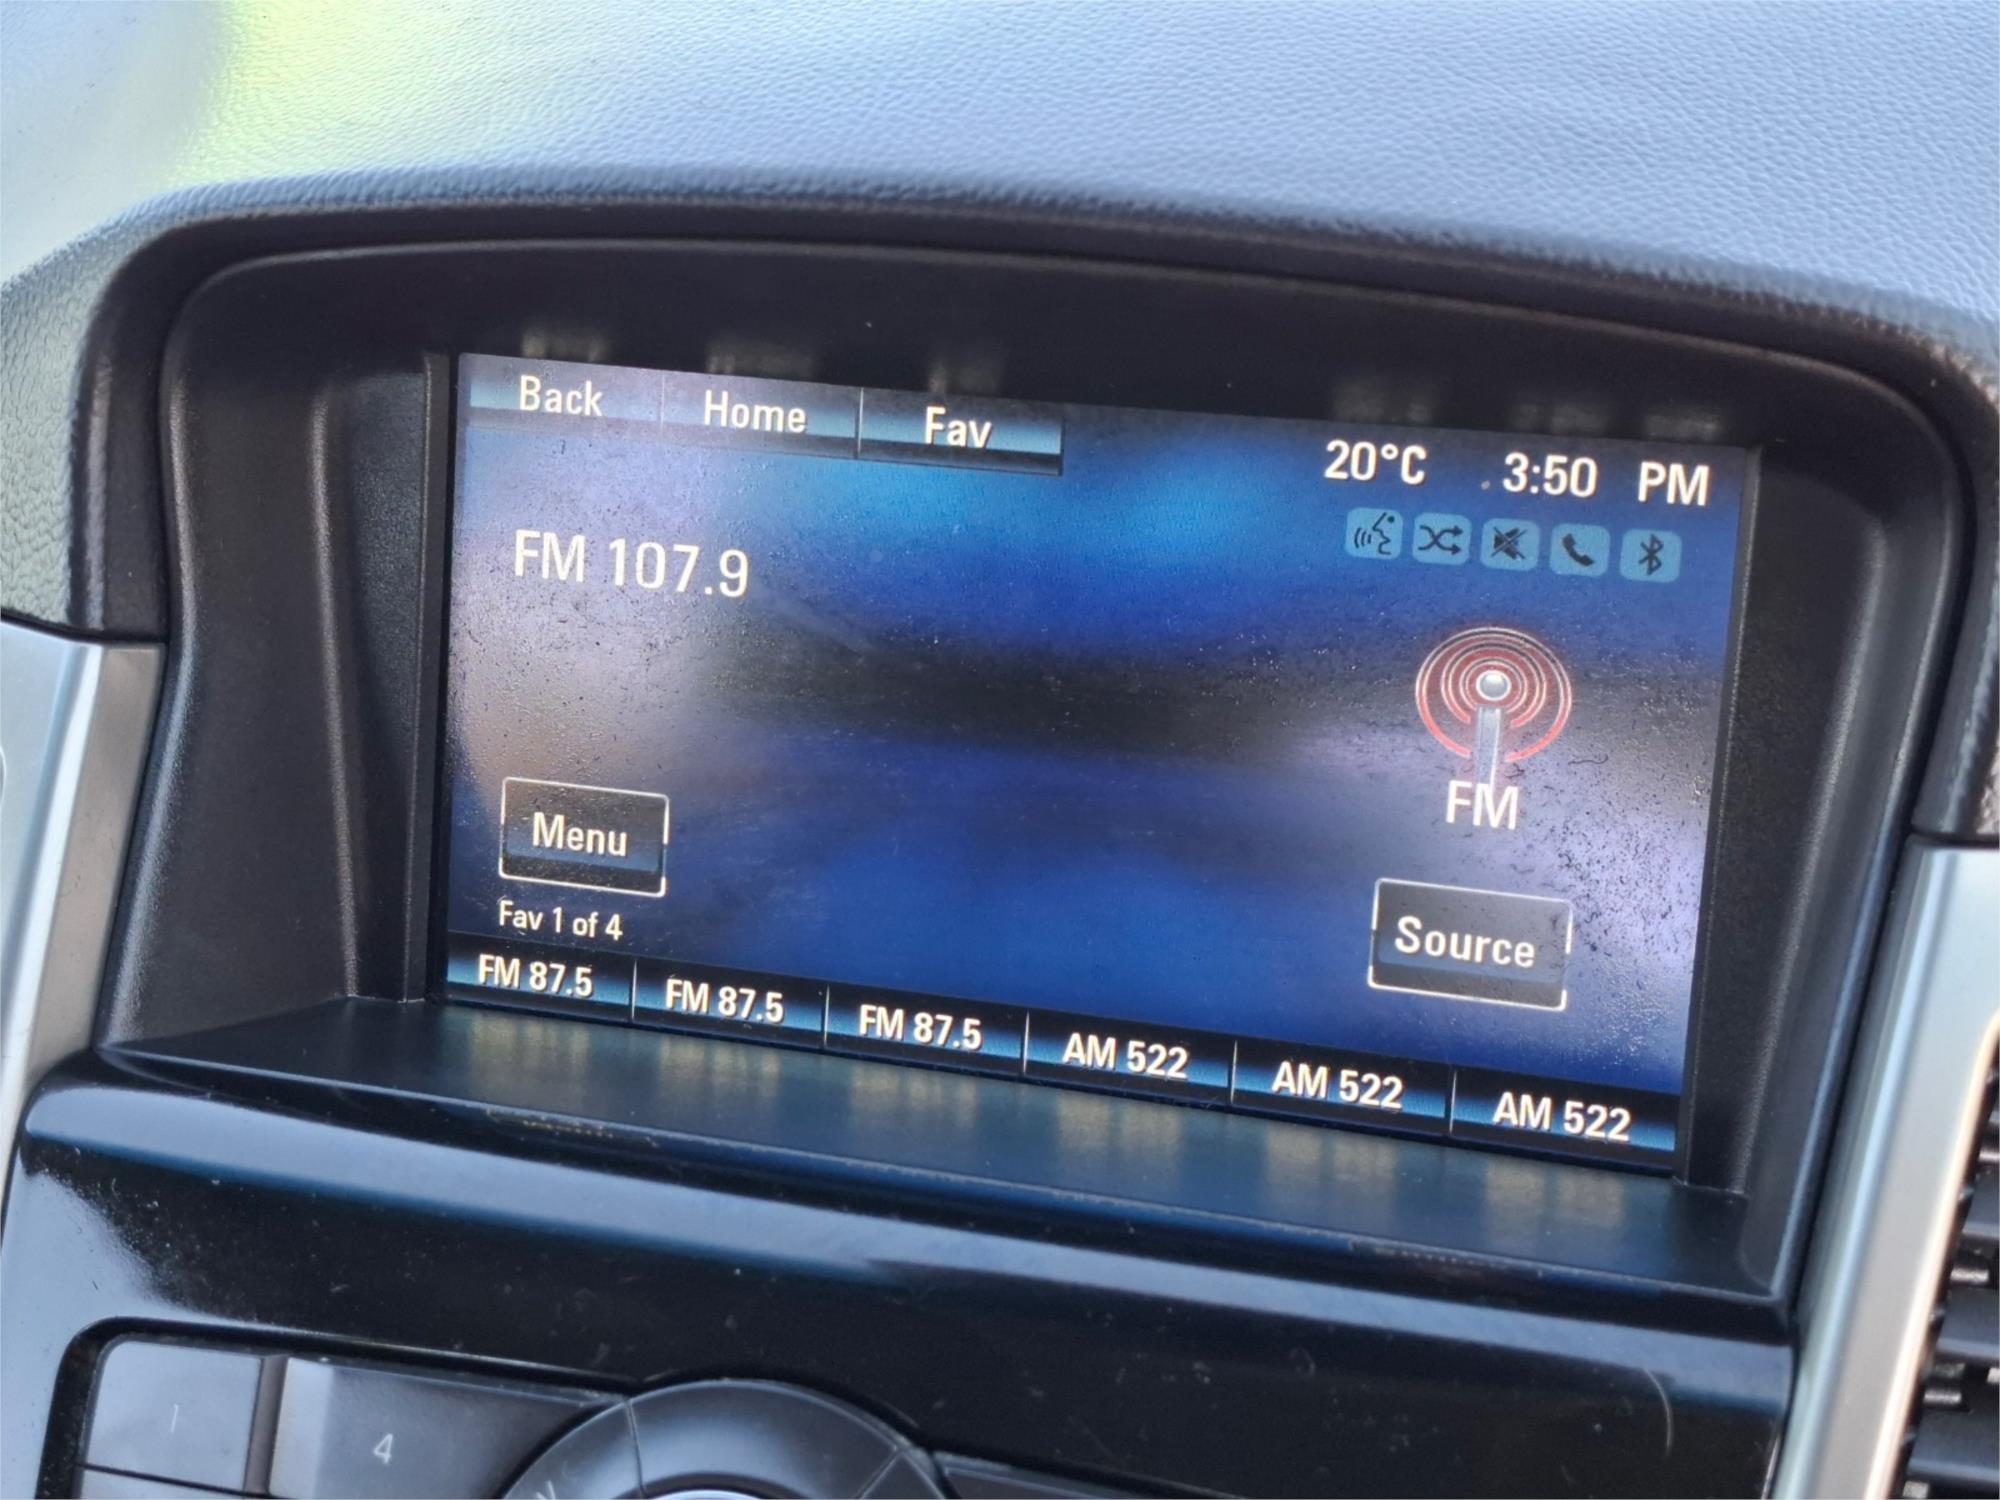 Back Home Fav
20°C 3:50 PM
FM 107.9
FM
Menu
Source
Fav 1 of 4
FM 87.5 FM 87.5 FM 87.5 AM 522 AM 522 AM 522
1
4